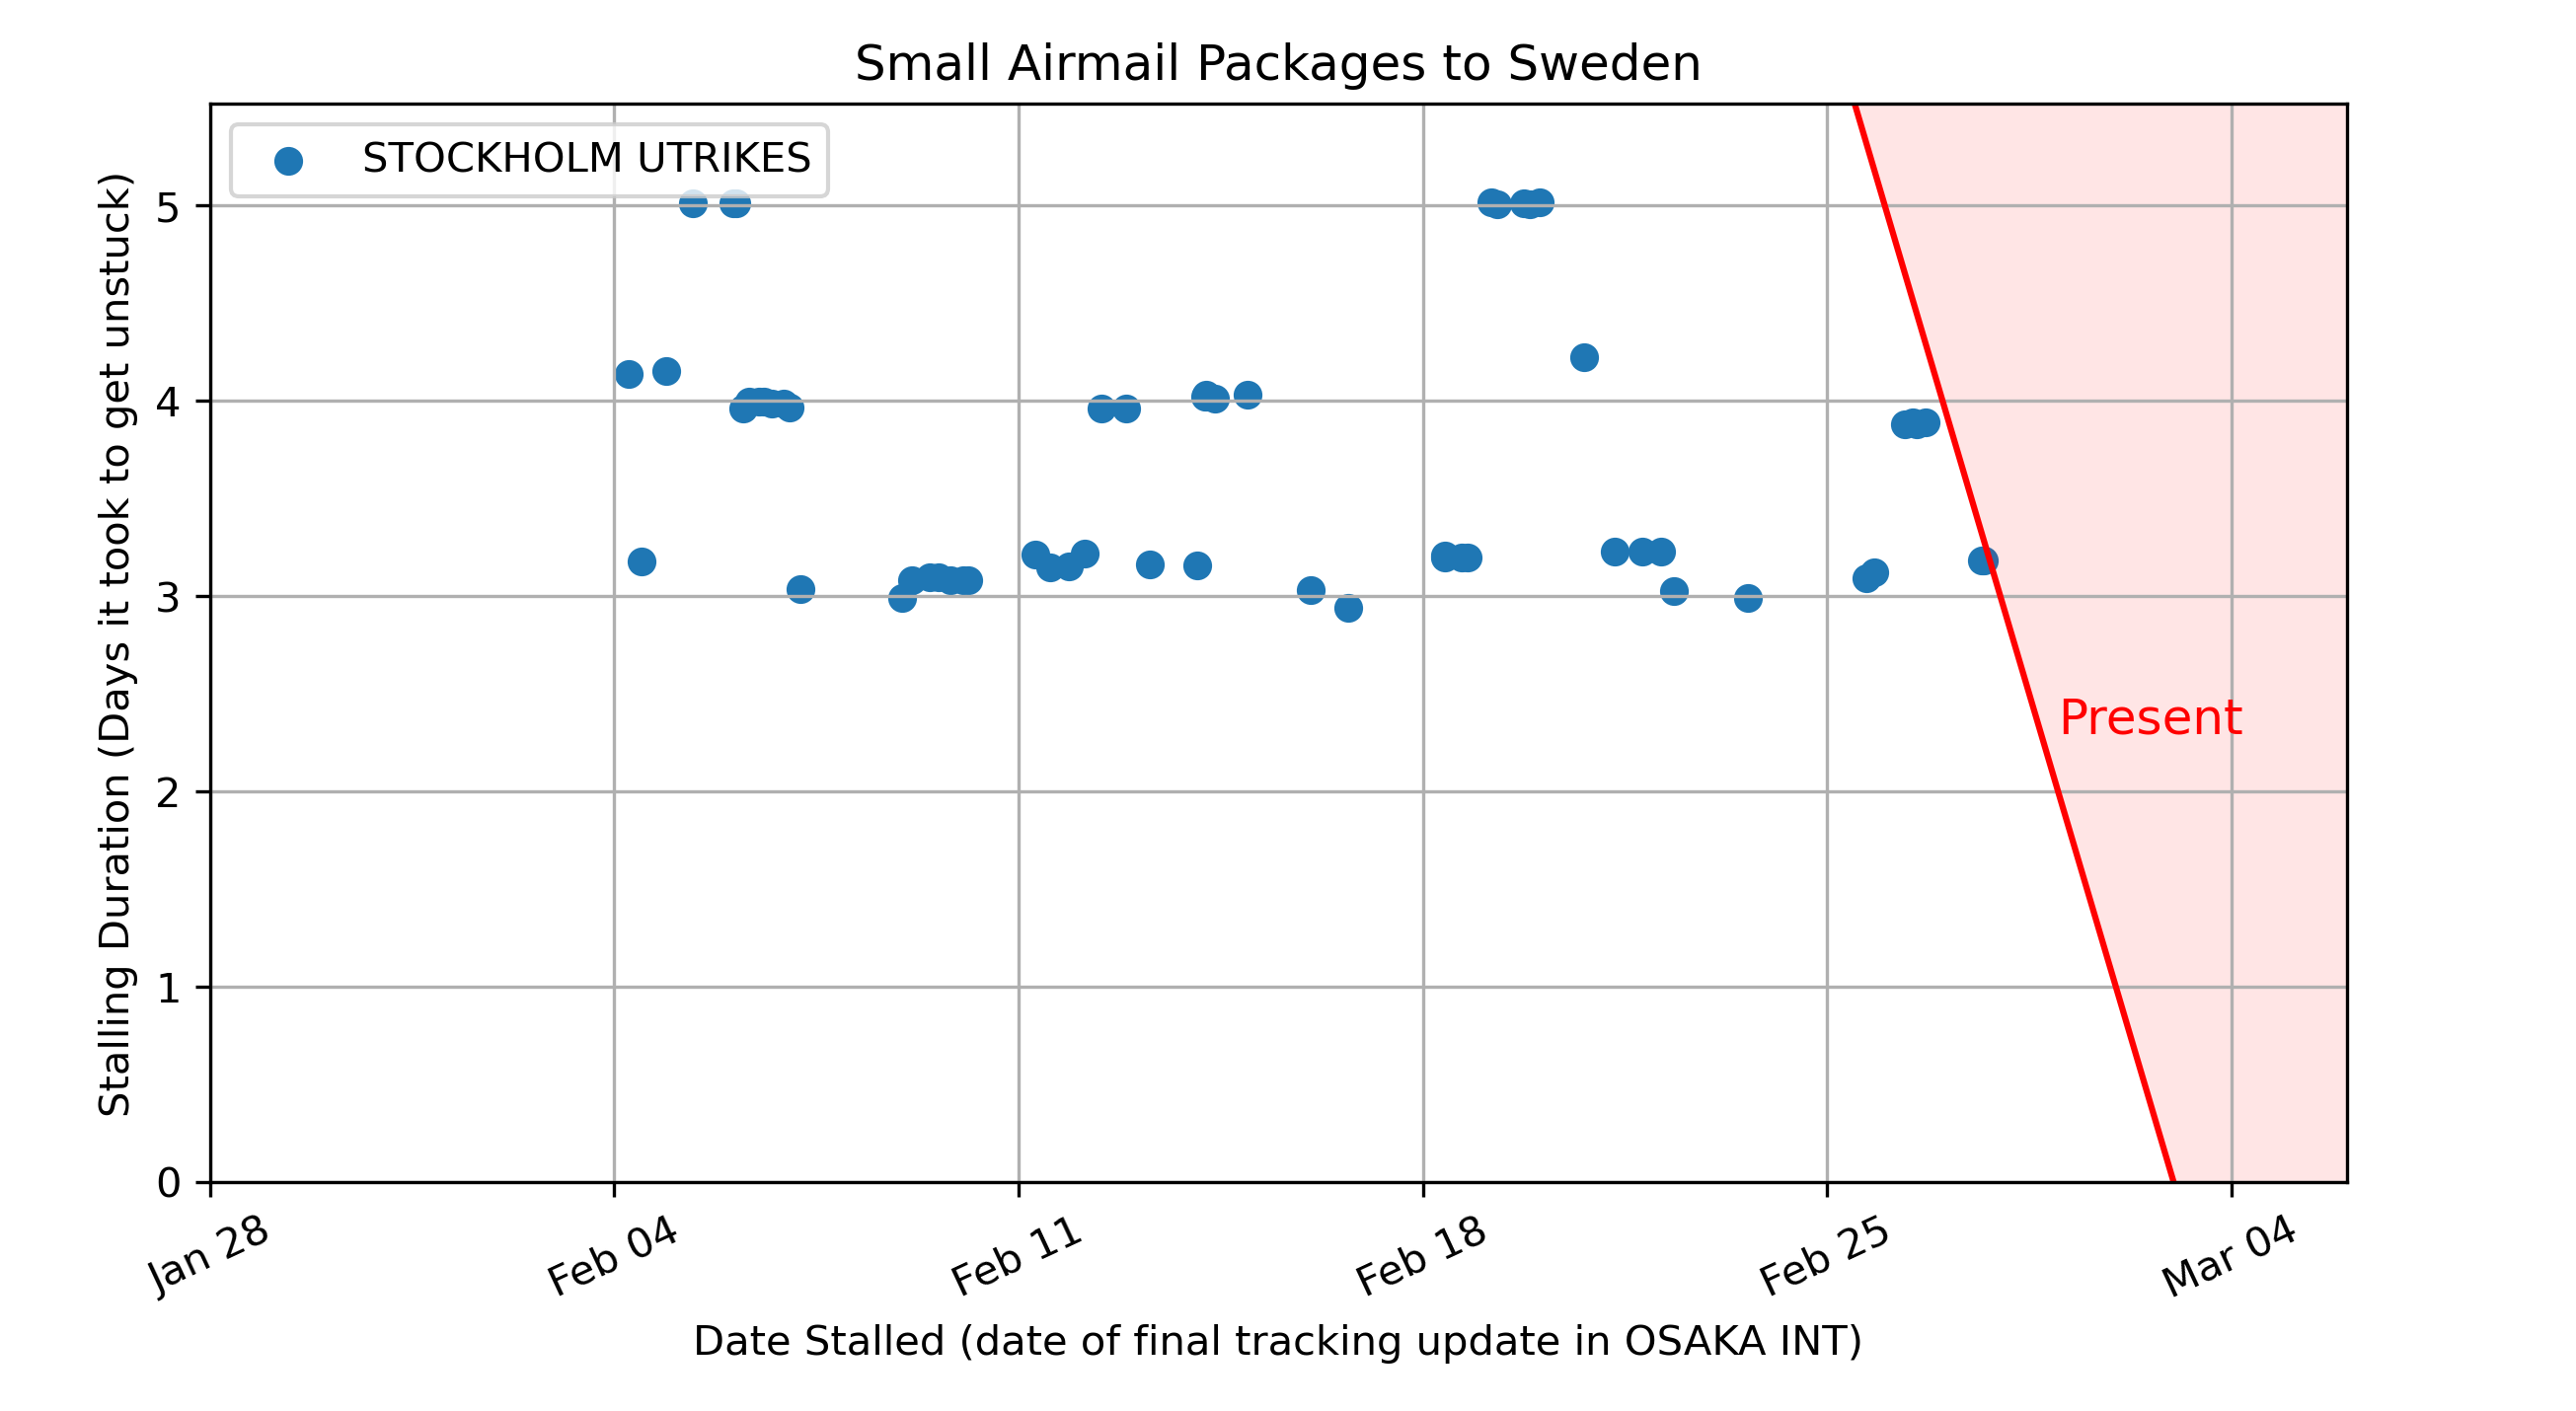 Small Airmail Packages to Sweden
STOCKHOLM UTRIKES
Stalling Duration (Days it took to get unstuck)
5
4
3
2
1
0
Present
Jan 28
Feb 04
Feb 11
Feb 18
Feb 25
Mar 04
Date Stalled (date of final tracking update in OSAKA INT)